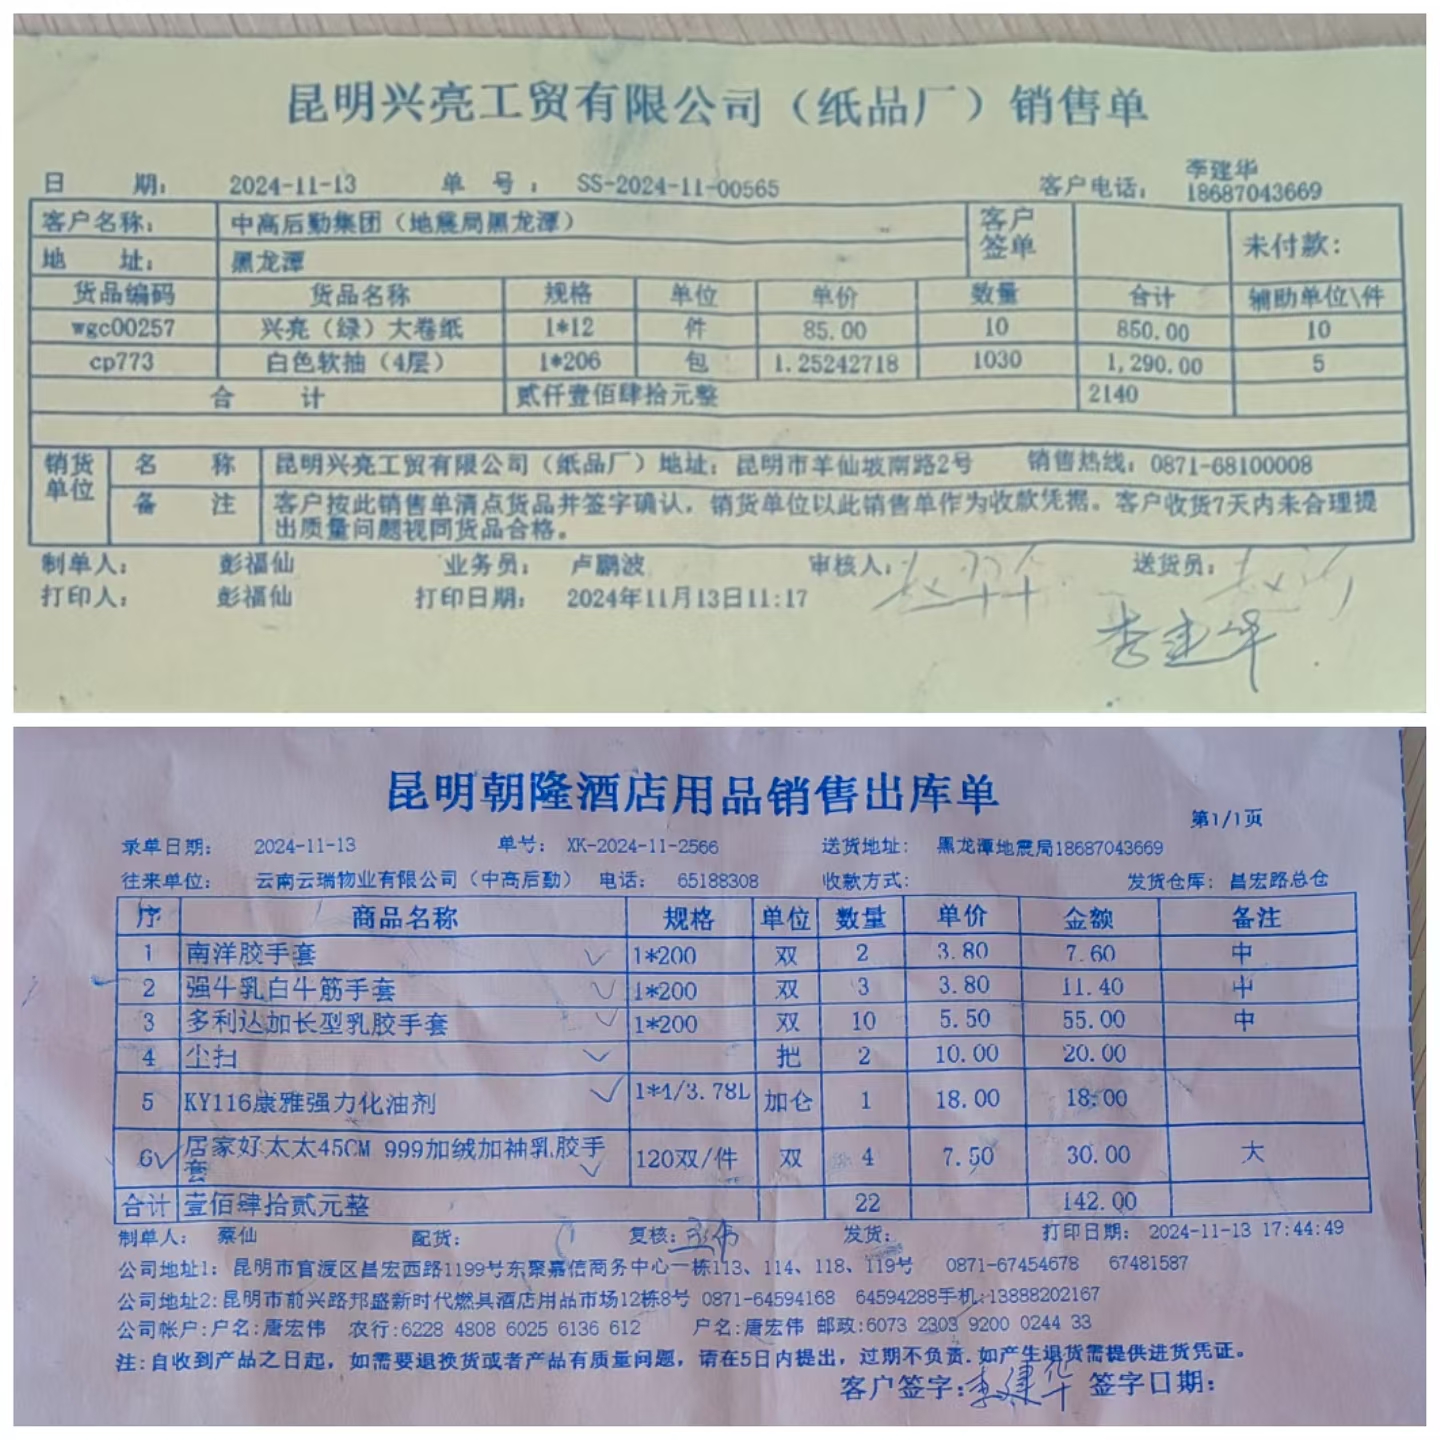 昆明兴亮工贸有限公司（纸品厂）销售单
日 期： 2024-11-13 单 号： SS-2024-11-00565 客户电话： 李建华 18687043669
客户名称： 中高后勤集团（地震局黑龙潭） 客户签单 未付款：
地 址： 黑龙潭
货品编码 货品名称 规格 单位 单价 数量 合计 辅助单位\件
wgc00257 兴亮（绿）大卷纸 1*12 件 85.00 10 850.00 10
cp773 白色软抽（4层） 1*206 包 1.25242718 1030 1,290.00 5
合 计 贰仟壹佰肆拾元整 2140
销货单位 名 称 昆明兴亮工贸有限公司（纸品厂）地址：昆明市羊仙坡南路2号 销售热线：0871-68100008
备 注 客户按此销售单清点货品并签字确认，销货单位以此销售单作为收款凭据。客户收货7天内未合理提
出质量问题视同货品合格。
制单人： 彭福仙 业务员： 卢鹏波 审核人： 送货员：
打印人： 彭福仙 打印日期： 2024年11月13日11:17
李建华
昆明朝隆酒店用品销售出库单
第1/1页
录单日期： 2024-11-13 单号： XK-2024-11-2566 送货地址： 黑龙潭地震局18687043669
往来单位： 云南云瑞物业有限公司（中高后勤） 电话： 65188308 收款方式： 发货仓库：昌宏路总仓
序 商品名称 规格 单位 数量 单价 金额 备注
1 南洋胶手套 1*200 双 2 3.80 7.60 中
2 强牛乳白牛筋手套 1*200 双 3 3.80 11.40 中
3 多利达加长型乳胶手套 1*200 双 10 5.50 55.00 中
4 尘扫 把 2 10.00 20.00
5 KY116康雅强力化油剂 1*4/3.78L 加仑 1 18.00 18.00
6 居家好太太45CM 999加绒加袖乳胶手套 120双/件 双 4 7.50 30.00 大
合计 壹佰肆拾贰元整 22 142.00
制单人： 蔡仙 配货： 复核： 发货： 打印日期： 2024-11-13 17:44:49
公司地址1：昆明市官渡区昌宏西路1199号东聚嘉信商务中心一栋113、114、118、119号 0871-67454678 67481587
公司地址2:昆明市前兴路邦盛新时代燃具酒店用品市场12栋8号 0871-64594168 64594288手机:13888202167
公司帐户:户名:唐宏伟 农行:6228 4808 6025 6136 612 户名:唐宏伟 邮政:6073 2303 9200 0244 33
注:自收到产品之日起，如需要退换货或者产品有质量问题，请在5日内提出，过期不负责.如产生退货需提供进货凭证。
客户签字:李建华 签字日期: